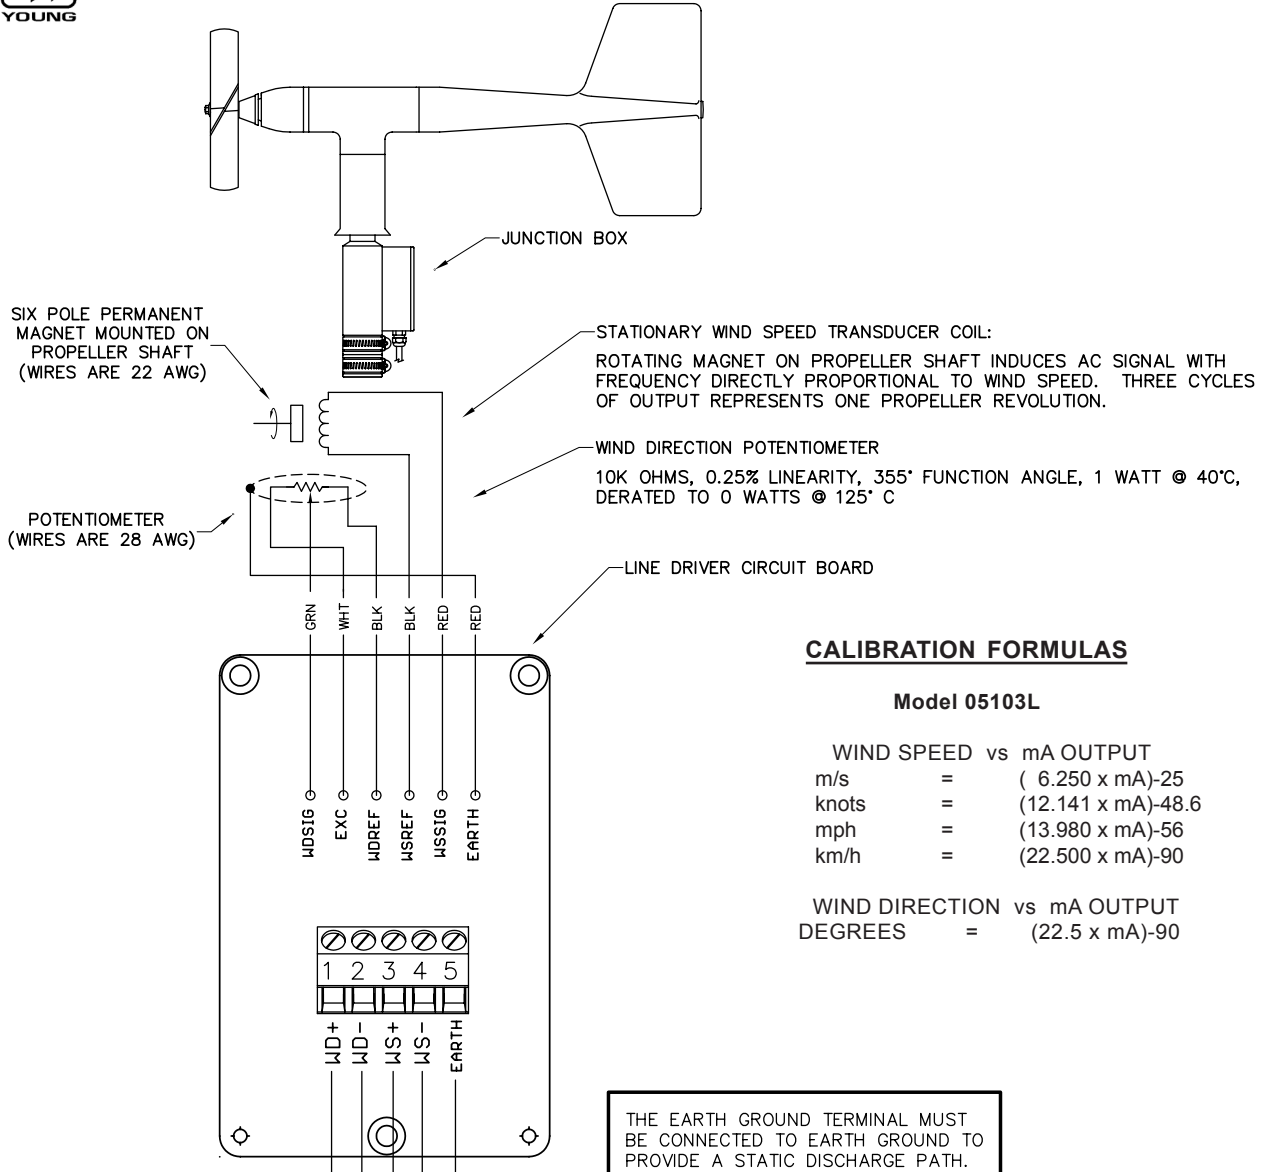 YOUNG
JUNCTION BOX
SIX POLE PERMANENT
MAGNET MOUNTED ON
PROPELLER SHAFT
(WIRES ARE 22 AWG)
STATIONARY WIND SPEED TRANSDUCER COIL:
ROTATING MAGNET ON PROPELLER SHAFT INDUCES AC SIGNAL WITH
FREQUENCY DIRECTLY PROPORTIONAL TO WIND SPEED. THREE CYCLES
OF OUTPUT REPRESENTS ONE PROPELLER REVOLUTION.
WIND DIRECTION POTENTIOMETER
10K OHMS, 0.25% LINEARITY, 355° FUNCTION ANGLE, 1 WATT @ 40°C,
DERATED TO 0 WATTS @ 125° C
POTENTIOMETER
(WIRES ARE 28 AWG)
LINE DRIVER CIRCUIT BOARD
GRN WHT BLK BLK RED RED
WDSIG EXC WDREF WSREF WSSIG EARTH
1 2 3 4 5
WD+ WD- WS+ WS- EARTH
CALIBRATION FORMULAS
Model 05103L
WIND SPEED vs mA OUTPUT
m/s = ( 6.250 x mA)-25
knots = (12.141 x mA)-48.6
mph = (13.980 x mA)-56
km/h = (22.500 x mA)-90
WIND DIRECTION vs mA OUTPUT
DEGREES = (22.5 x mA)-90
THE EARTH GROUND TERMINAL MUST
BE CONNECTED TO EARTH GROUND TO
PROVIDE A STATIC DISCHARGE PATH.